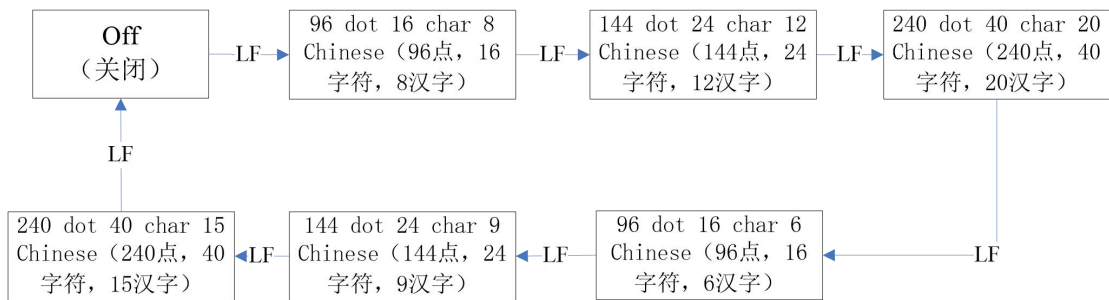 Off
（关闭）
LF
96 dot 16 char 8
Chinese（96点，16
字符，8汉字）
LF
144 dot 24 char 12
Chinese（144点，24
字符，12汉字）
LF
240 dot 40 char 20
Chinese（240点，40
字符，20汉字）
LF
96 dot 16 char 6
Chinese（96点，16
字符，6汉字）
LF
144 dot 24 char 9
Chinese（144点，24
字符，9汉字）
LF
240 dot 40 char 15
Chinese（240点，40
字符，15汉字）
LF